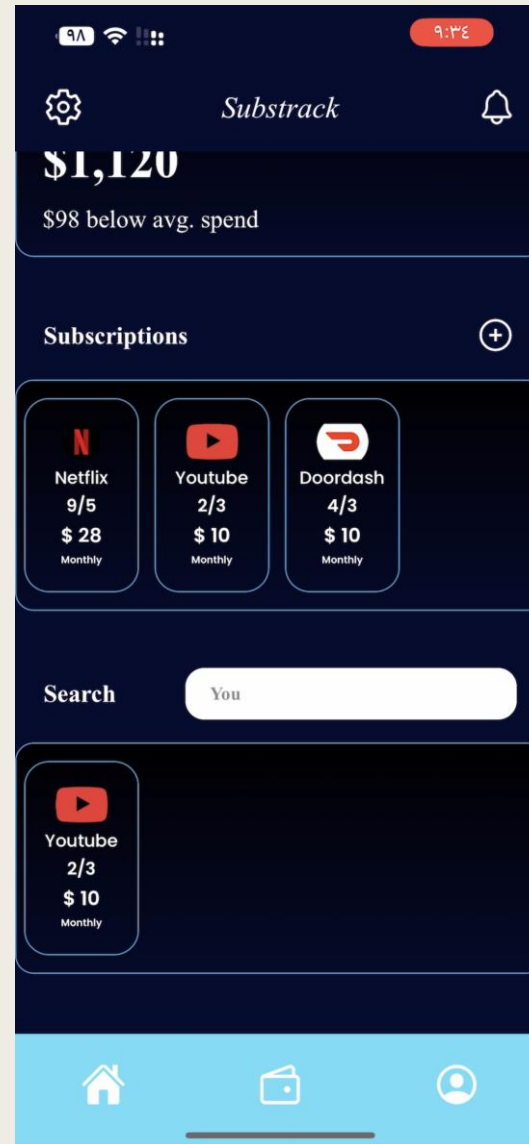 ٩٨ ٩:٣٤
Substrack
$1,120
$98 below avg. spend
Subscriptions
Netflix Youtube Doordash
9/5 2/3 4/3
$ 28 $ 10 $ 10
Monthly Monthly Monthly
Search You
Youtube
2/3
$ 10
Monthly